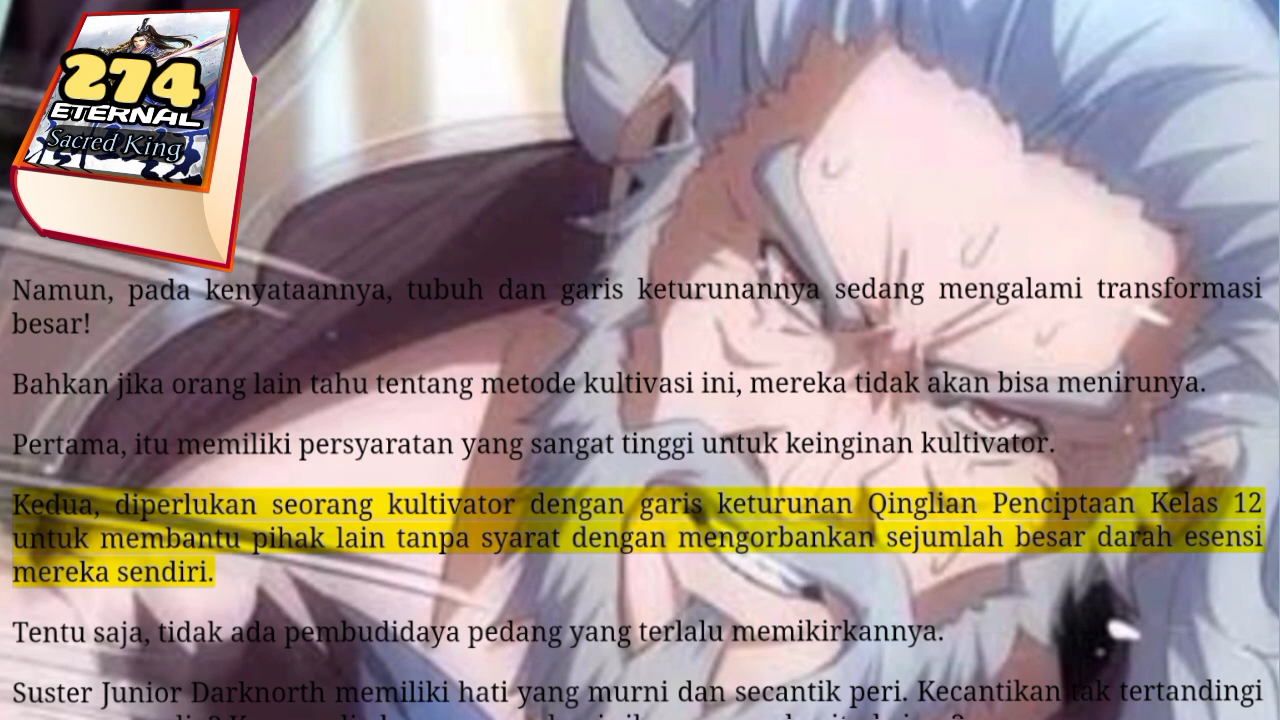 274
ETERNAL
Sacred King
Namun, pada kenyataannya, tubuh dan garis keturunannya sedang mengalami transformasi
besar!
Bahkan jika orang lain tahu tentang metode kultivasi ini, mereka tidak akan bisa menirunya.
Pertama, itu memiliki persyaratan yang sangat tinggi untuk keinginan kultivator.
Kedua, diperlukan seorang kultivator dengan garis keturunan Qinglian Penciptaan Kelas 12
untuk membantu pihak lain tanpa syarat dengan mengorbankan sejumlah besar darah esensi
mereka sendiri.
Tentu saja, tidak ada pembudidaya pedang yang terlalu memikirkannya.
Suster Junior Darknorth memiliki hati yang murni dan secantik peri. Kecantikan tak tertandingi